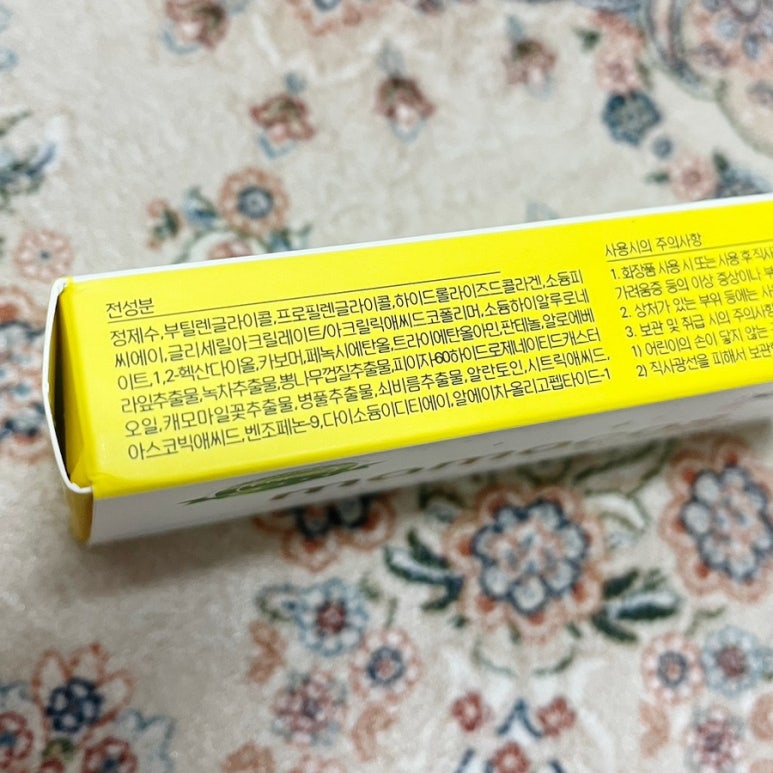 전성분
정제수,부틸렌글라이콜,프로필렌글라이콜,하이드롤라이즈드콜라겐,소듐피
씨에이,글리세릴아크릴레이트/아크릴릭애씨드코폴리머,소듐하이알루로네
이트,1,2-헥산다이올,카보머,페녹시에탄올,트라이에탄올아민,판테놀,알로에베
라잎추출물,녹차추출물,뽕나무껍질추출물,피이지-60하이드로제네이티드캐스터
오일,캐모마일꽃추출물,병풀추출물,쇠비름추출물,알란토인,시트릭애씨드,
아스코빅애씨드,벤조페논-9,다이소듐이디티에이,알에이치-올리고펩타이드-1
사용시의 주의사항
1. 화장품 사용 시 또는 사용 후 직사
가려움증 등의 이상 증상이나 부
2. 상처가 있는 부위 등에는 사
3. 보관 및 취급 시의 주의사항
1) 어린이의 손이 닿지 않는
2) 직사광선을 피해서 보관